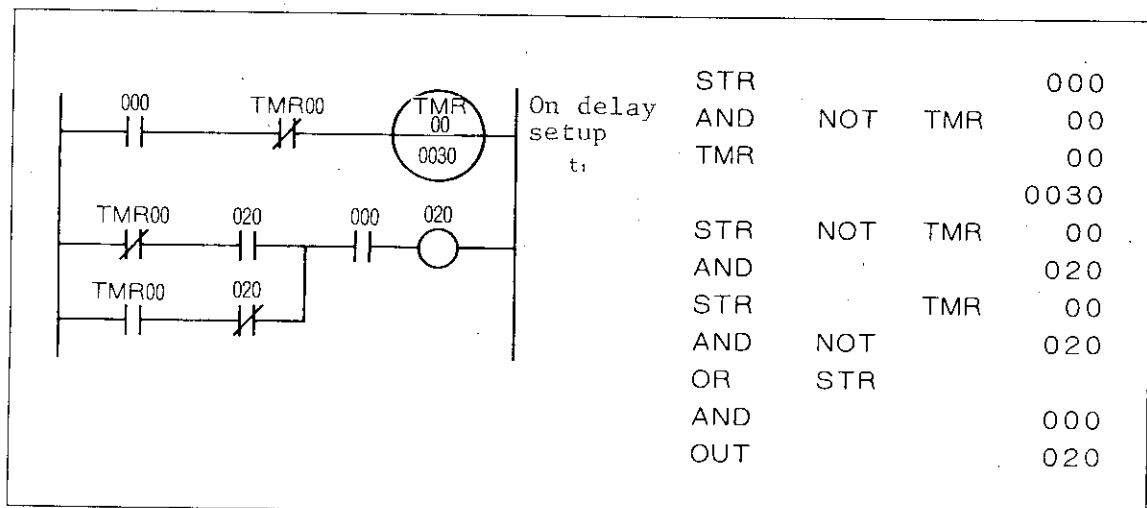 000 TMR00 TMR
00
0030
On delay
setup
t₁
TMR00 020 000 020
TMR00 020
STR 000
AND NOT TMR 00
TMR 00
0030
STR NOT TMR 00
AND 020
STR TMR 00
AND NOT 020
OR STR
AND 000
OUT 020